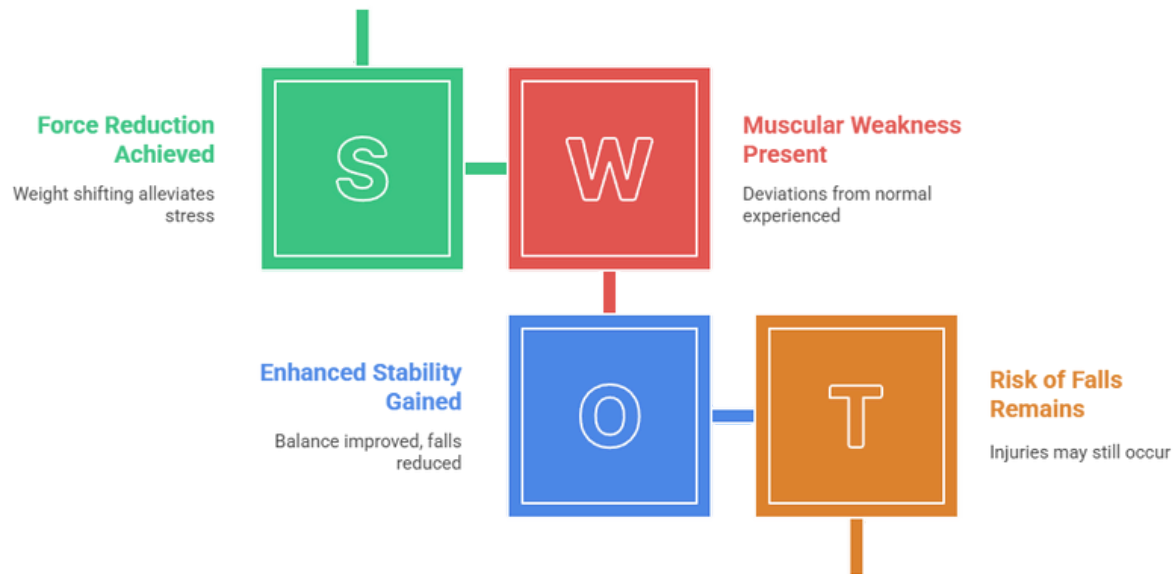 Force Reduction
Achieved
Weight shifting alleviates
stress
S
W
Muscular Weakness
Present
Deviations from normal
experienced
Enhanced Stability
Gained
Balance improved, falls
reduced
O
T
Risk of Falls
Remains
Injuries may still occur